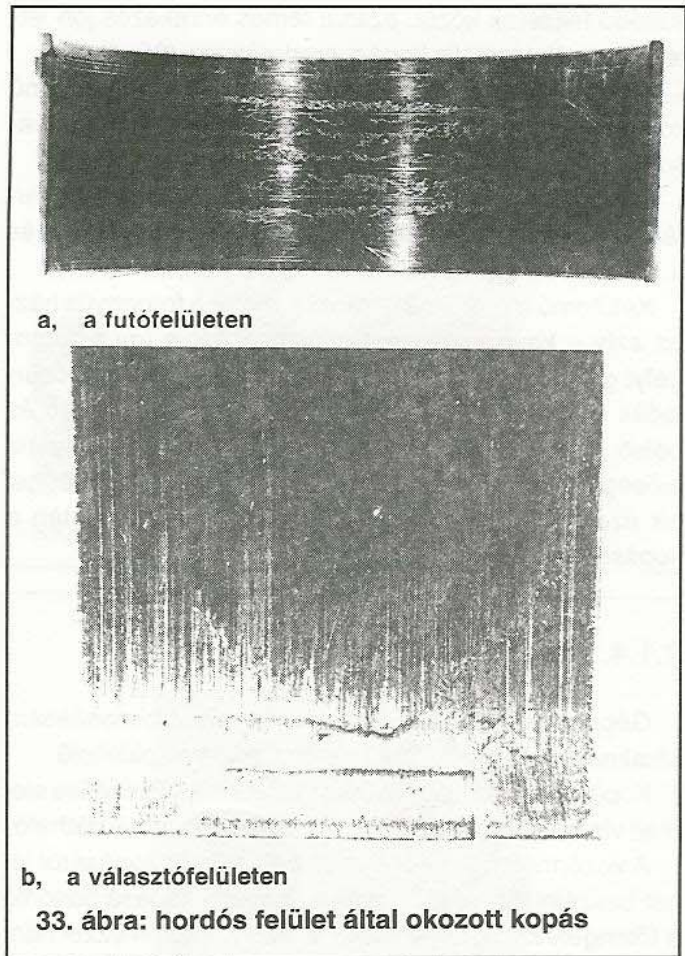 a, a futófelületen
b, a választófelületen
33. ábra: hordós felület által okozott kopás